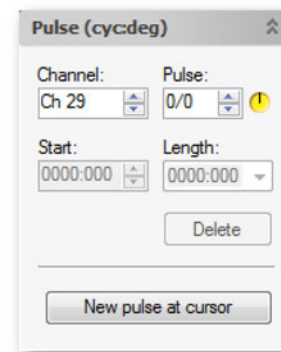 Pulse (cyc:deg)
Channel: Pulse:
Ch 29 0/0
Start: Length:
0000:000 0000:000
Delete
New pulse at cursor